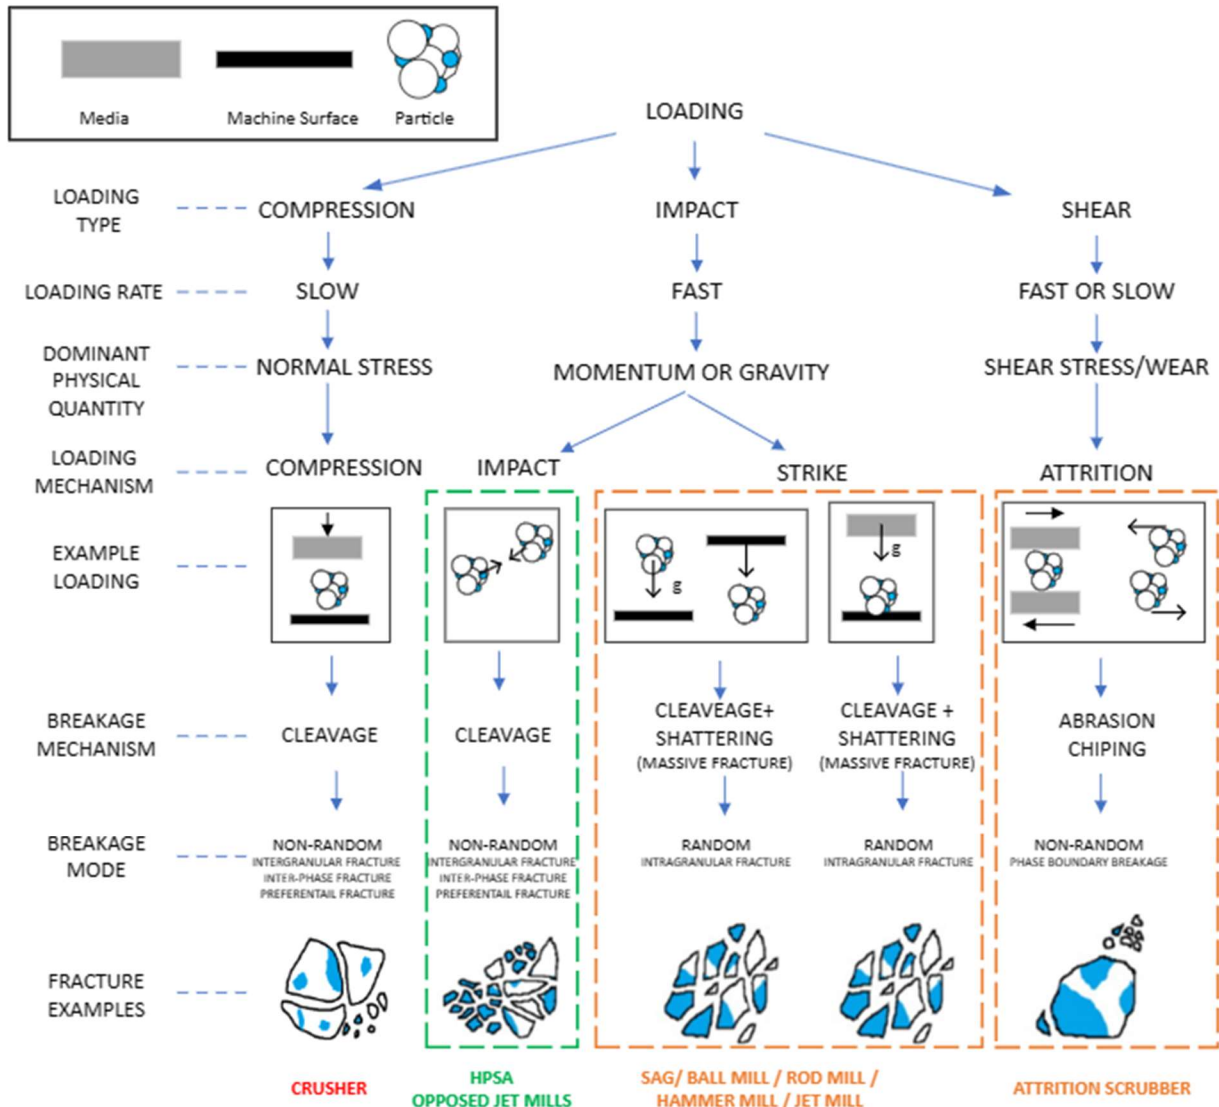 Media
Machine Surface
Particle
LOADING
LOADING
TYPE
COMPRESSION
IMPACT
SHEAR
LOADING RATE
SLOW
FAST
FAST OR SLOW
DOMINANT
PHYSICAL
QUANTITY
NORMAL STRESS
MOMENTUM OR GRAVITY
SHEAR STRESS/WEAR
LOADING
MECHANISM
COMPRESSION
IMPACT
STRIKE
ATTRITION
EXAMPLE
LOADING
g
g
BREAKAGE
MECHANISM
CLEAVAGE
CLEAVAGE
CLEAVEAGE+
SHATTERING
(MASSIVE FRACTURE)
CLEAVAGE +
SHATTERING
(MASSIVE FRACTURE)
ABRASION
CHIPING
BREAKAGE
MODE
NON-RANDOM
INTERGRANULAR FRACTURE
INTER-PHASE FRACTURE
PREFERENTAIL FRACTURE
NON-RANDOM
INTERGRANULAR FRACTURE
INTER-PHASE FRACTURE
PREFERENTAIL FRACTURE
RANDOM
INTRAGRANULAR FRACTURE
RANDOM
INTRAGRANULAR FRACTURE
NON-RANDOM
PHASE BOUNDARY BREAKAGE
FRACTURE
EXAMPLES
CRUSHER
HPSA
OPPOSED JET MILLS
SAG/ BALL MILL / ROD MILL /
HAMMER MILL / JET MILL
ATTRITION SCRUBBER